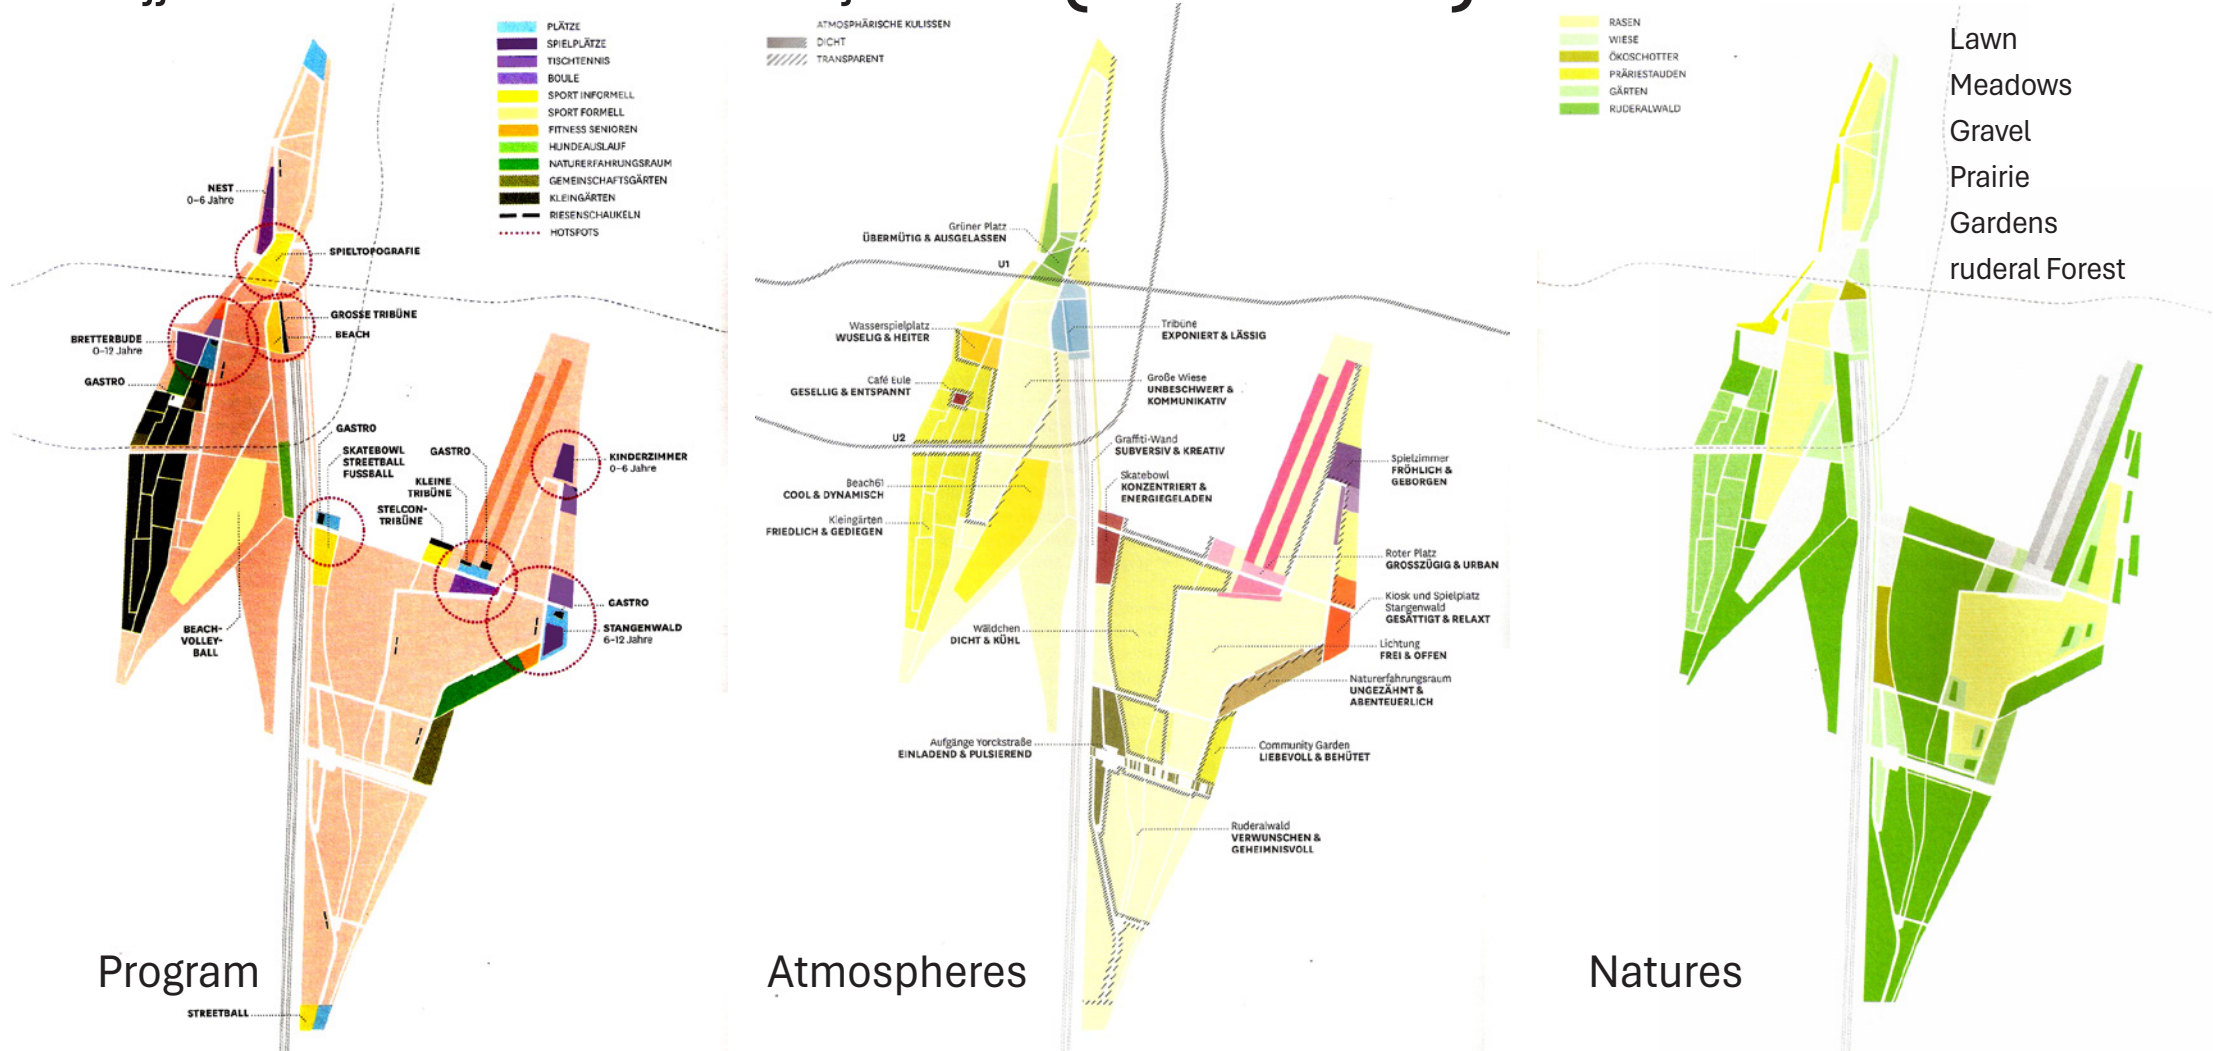 PLÄTZE
SPIELPLÄTZE
TISCHTENNIS
BOULE
SPORT INFORMELL
SPORT FORMELL
FITNESS SENIOREN
HUNDEAUSLAUF
NATURERFAHRUNGSRAUM
GEMEINSCHAFTSGÄRTEN
KLEINGÄRTEN
RIESENSCHAUKELN
HOTSPOTS
NEST
0–6 Jahre
SPIELTOPOGRAFIE
GROSSE TRIBÜNE
BEACH
BRETTERBUDE
0–12 Jahre
GASTRO
GASTRO
SKATEBOWL
STREETBALL
FUSSBALL
GASTRO
KLEINE
TRIBÜNE
STELCON-
TRIBÜNE
KINDERZIMMER
0–6 Jahre
GASTRO
STANGENWALD
6–12 Jahre
BEACH-
VOLLEY-
BALL
STREETBALL
Program
ATMOSPHÄRISCHE KULISSEN
DICHT
TRANSPARENT
Grüner Platz
ÜBERMÜTIG & AUSGELASSEN
U1
Wasserspielplatz
WUSELIG & HEITER
Tribüne
EXPONIERT & LÄSSIG
Café Eule
GESELLIG & ENTSPANNT
Große Wiese
UNBESCHWERT &
KOMMUNIKATIV
U2
Graffiti-Wand
SUBVERSIV & KREATIV
Beach61
COOL & DYNAMISCH
Skatebowl
KONZENTRIERT &
ENERGIEGELADEN
Spielzimmer
FRÖHLICH &
GEBORGEN
Kleingärten
FRIEDLICH & GEDIEGEN
Roter Platz
GROSSZÜGIG & URBAN
Kiosk und Spielplatz
Stangenwald
GESÄTTIGT & RELAXT
Wäldchen
DICHT & KÜHL
Lichtung
FREI & OFFEN
Naturerfahrungsraum
UNGEZÄHMT &
ABENTEUERLICH
Aufgänge Yorckstraße
EINLADEND & PULSIEREND
Community Garden
LIEBEVOLL & BEHÜTET
Ruderalwald
VERWUNSCHEN &
GEHEIMNISVOLL
Atmospheres
RASEN
WIESE
ÖKOSCHOTTER
PRÄRIESTAUDEN
GÄRTEN
RUDERALWALD
Lawn
Meadows
Gravel
Prairie
Gardens
ruderal Forest
Natures